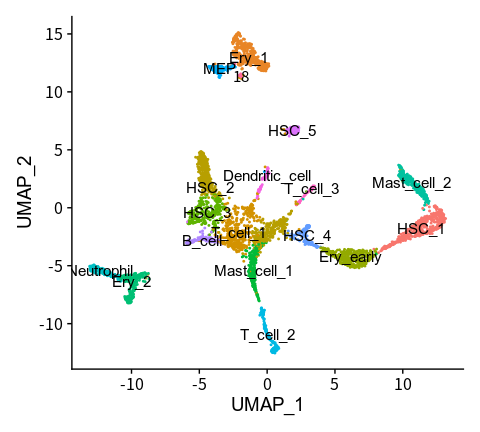 15
10
5
0
-5
-10
UMAP_2
Ery_1
MEP
18
HSC_5
Dendritic_cell
T_cell_3
Mast_cell_2
HSC_2
HSC_3
HSC_1
T_cell_1
HSC_4
B_cell
Ery_early
Neutrophil
Mast_cell_1
Ery_2
T_cell_2
-10
-5
0
5
10
UMAP_1